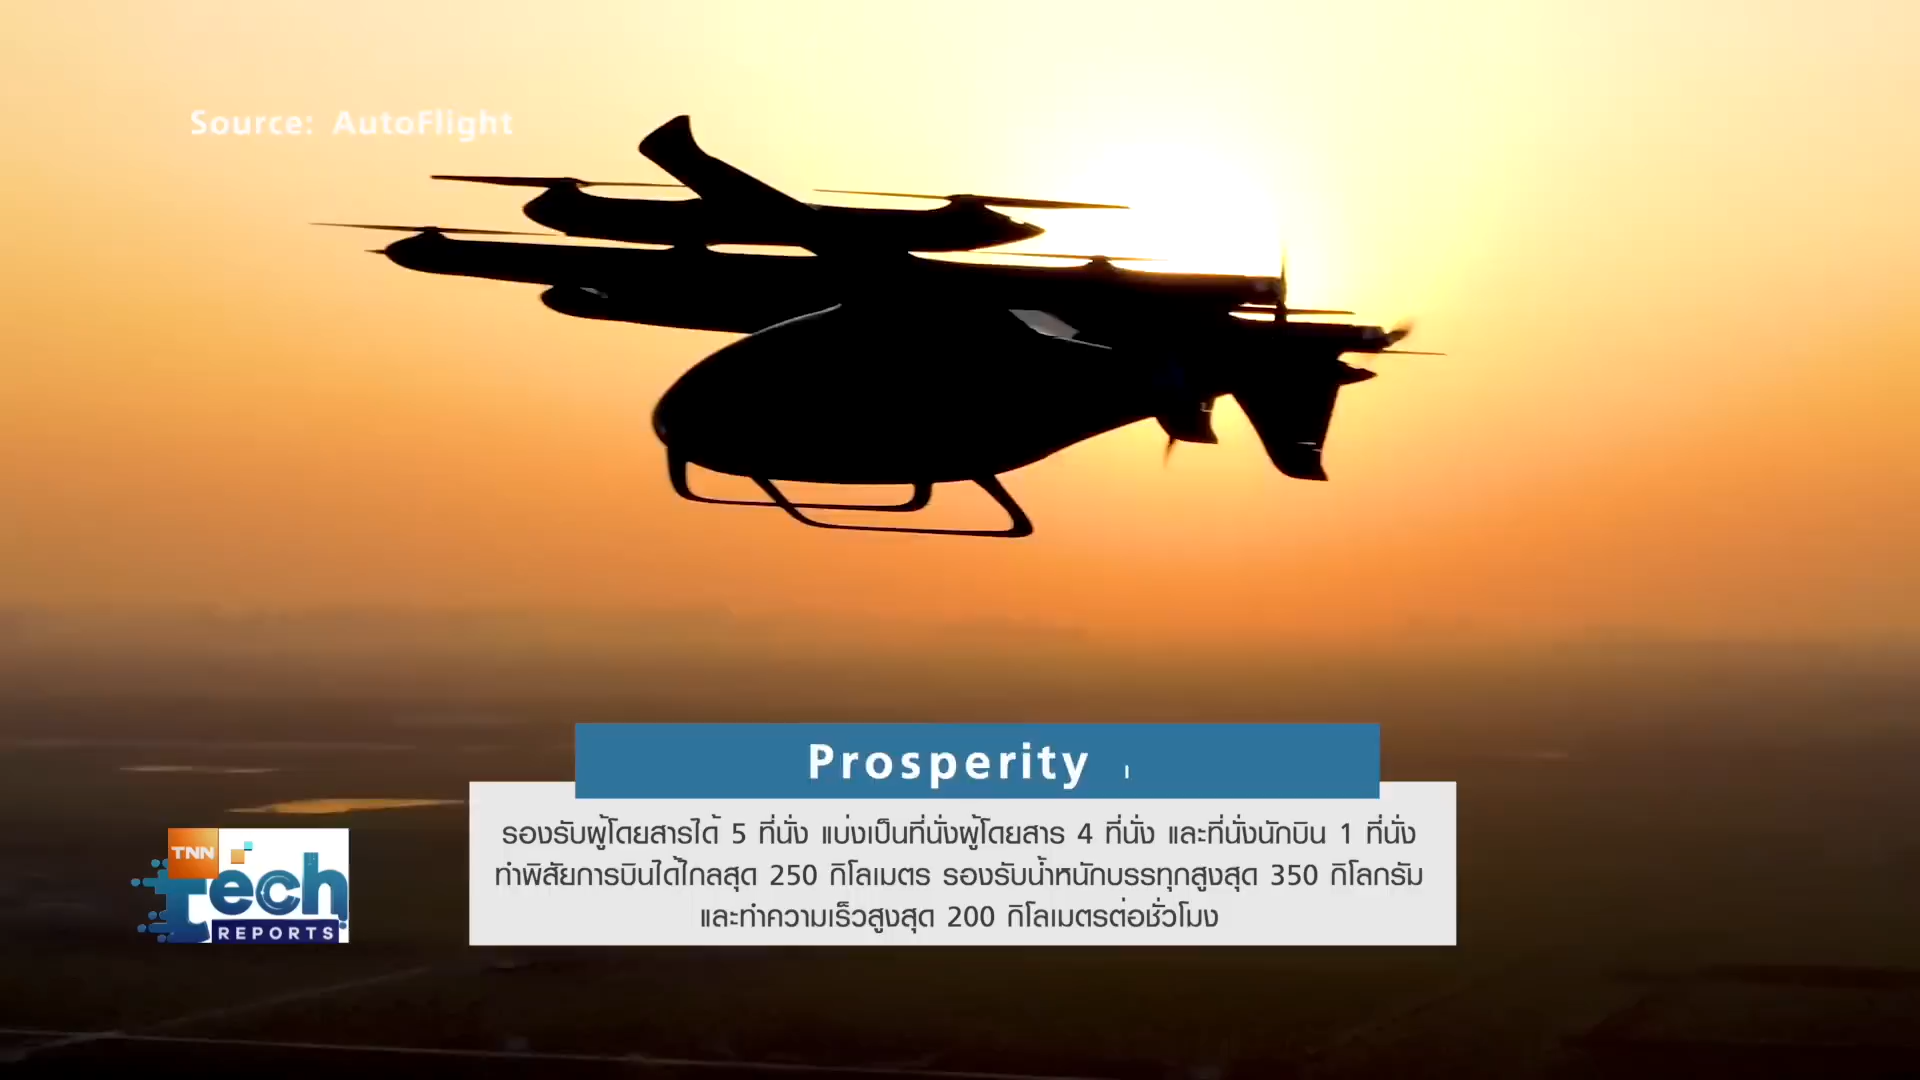 Source: AutoFlight
Prosperity
รองรับผู้โดยสารได้ 5 ที่นั่ง แบ่งเป็นที่นั่งผู้โดยสาร 4 ที่นั่ง และที่นั่งนักบิน 1 ที่นั่ง
ทำพิสัยการบินได้ไกลสุด 250 กิโลเมตร รองรับน้ำหนักบรรทุกสูงสุด 350 กิโลกรัม
และทำความเร็วสูงสุด 200 กิโลเมตรต่อชั่วโมง
TNN
Tech
REPORTS